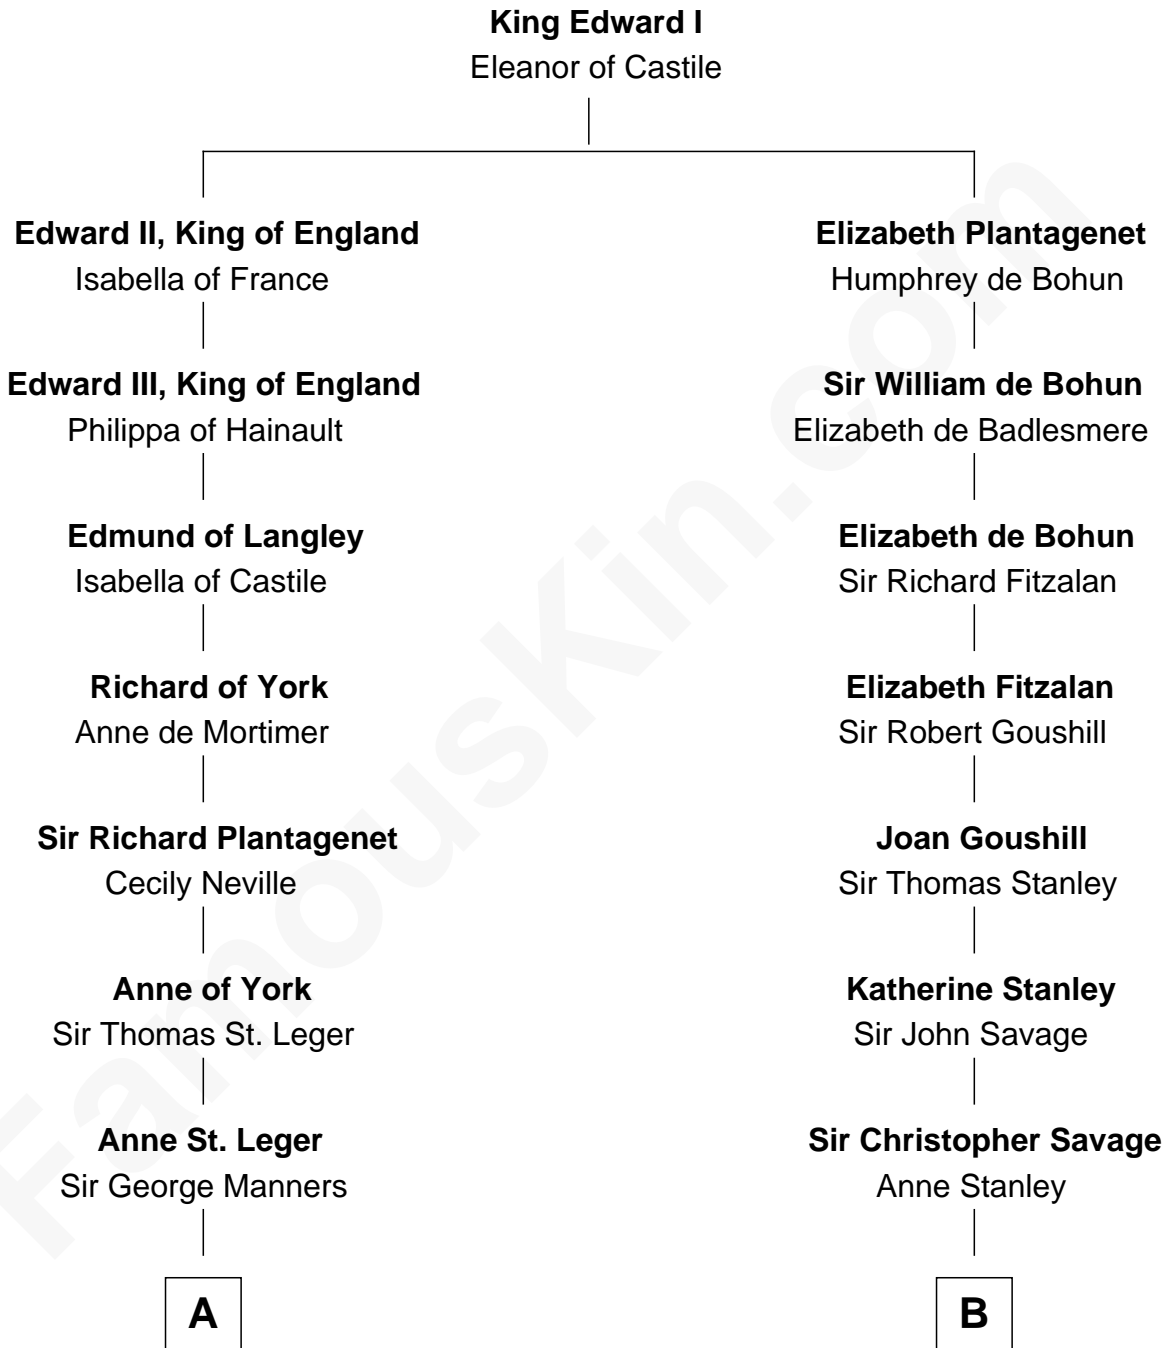 King Edward I
Eleanor of Castile
Edward II, King of England
Isabella of France
Elizabeth Plantagenet
Humphrey de Bohun
Edward III, King of England
Philippa of Hainault
Sir William de Bohun
Elizabeth de Badlesmere
Edmund of Langley
Isabella of Castile
Elizabeth de Bohun
Sir Richard Fitzalan
Richard of York
Anne de Mortimer
Elizabeth Fitzalan
Sir Robert Goushill
Sir Richard Plantagenet
Cecily Neville
Joan Goushill
Sir Thomas Stanley
Anne of York
Sir Thomas St. Leger
Katherine Stanley
Sir John Savage
Anne St. Leger
Sir George Manners
Sir Christopher Savage
Anne Stanley
A
B
FamousKin.com